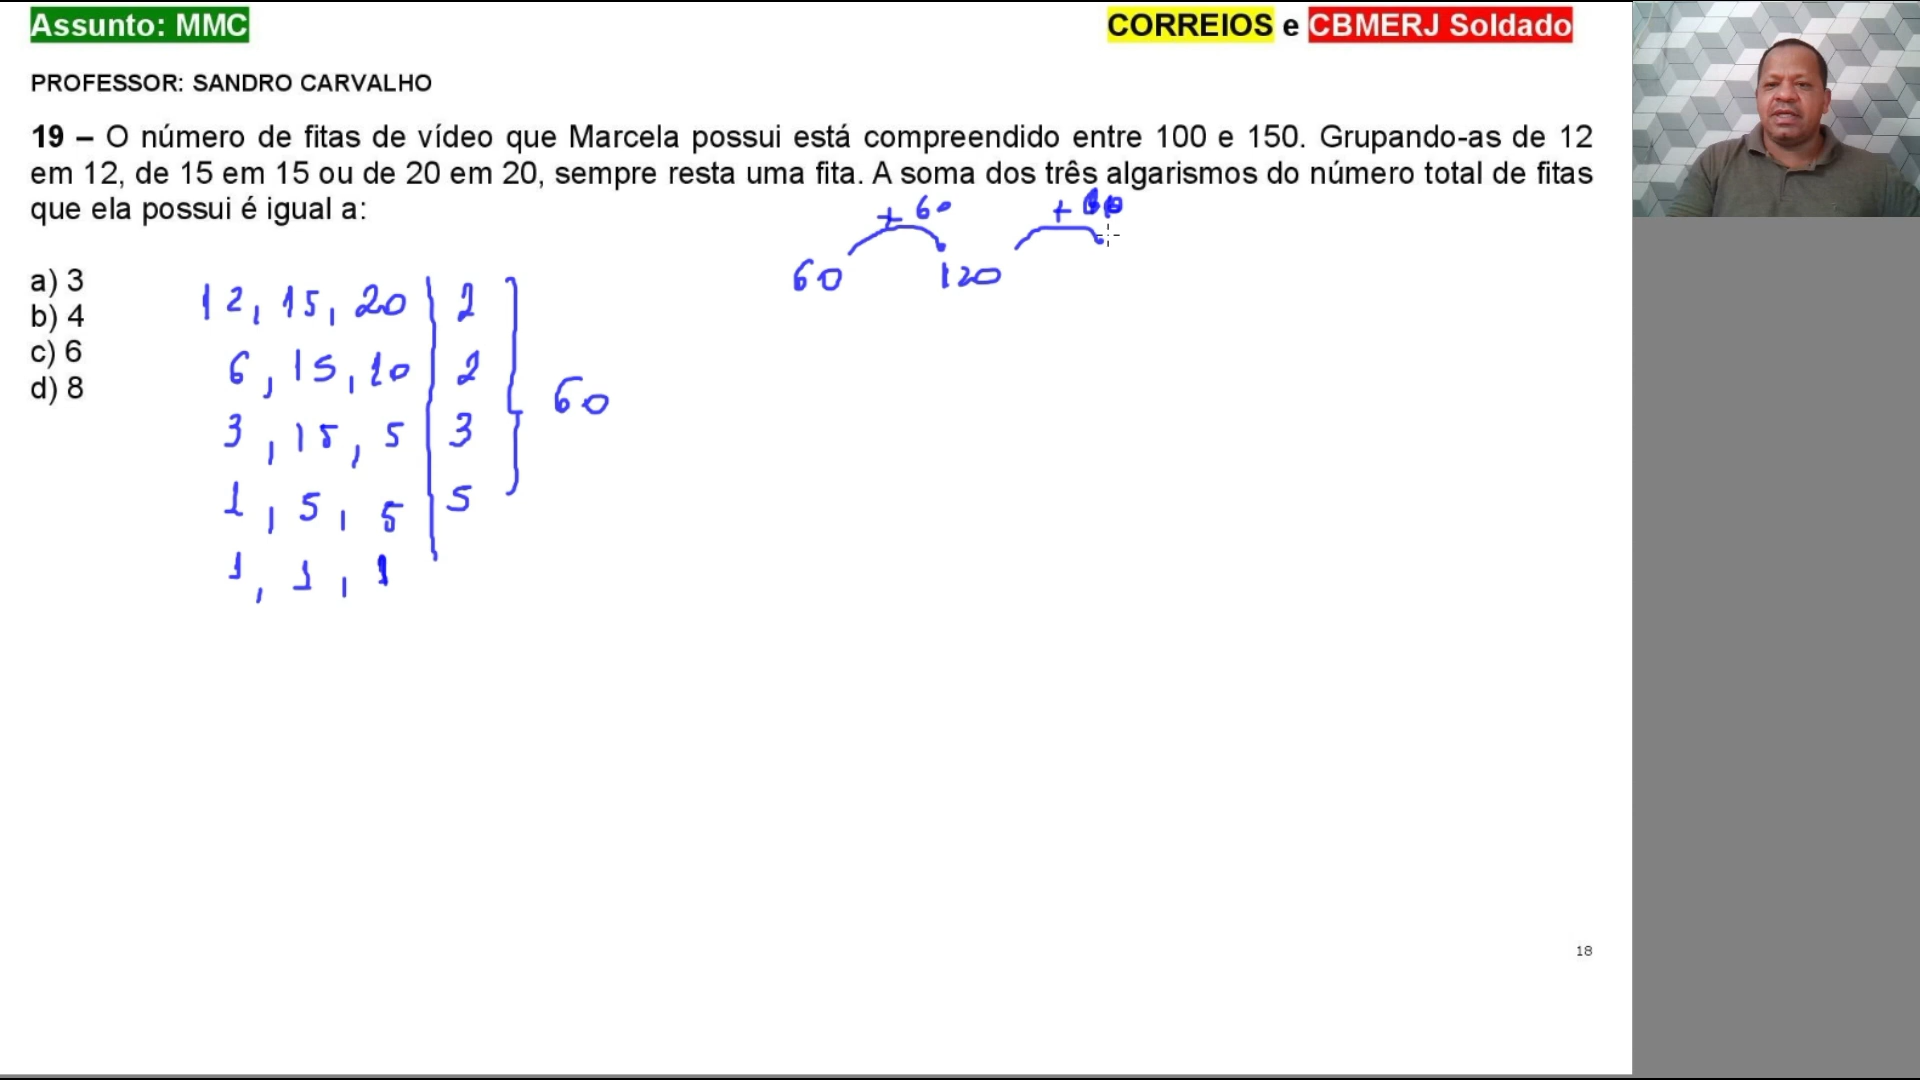 Assunto: MMC
CORREIOS e CBMERJ Soldado
PROFESSOR: SANDRO CARVALHO
19 – O número de fitas de vídeo que Marcela possui está compreendido entre 100 e 150. Grupando-as de 12
em 12, de 15 em 15 ou de 20 em 20, sempre resta uma fita. A soma dos três algarismos do número total de fitas
que ela possui é igual a:
+ 60
+ 60
60 120
a) 3
b) 4
c) 6
d) 8
12, 15, 20 | 2
6, 15, 10 | 2
3, 15, 5 | 3
1, 5, 5 | 5
1, 1, 1
60
18